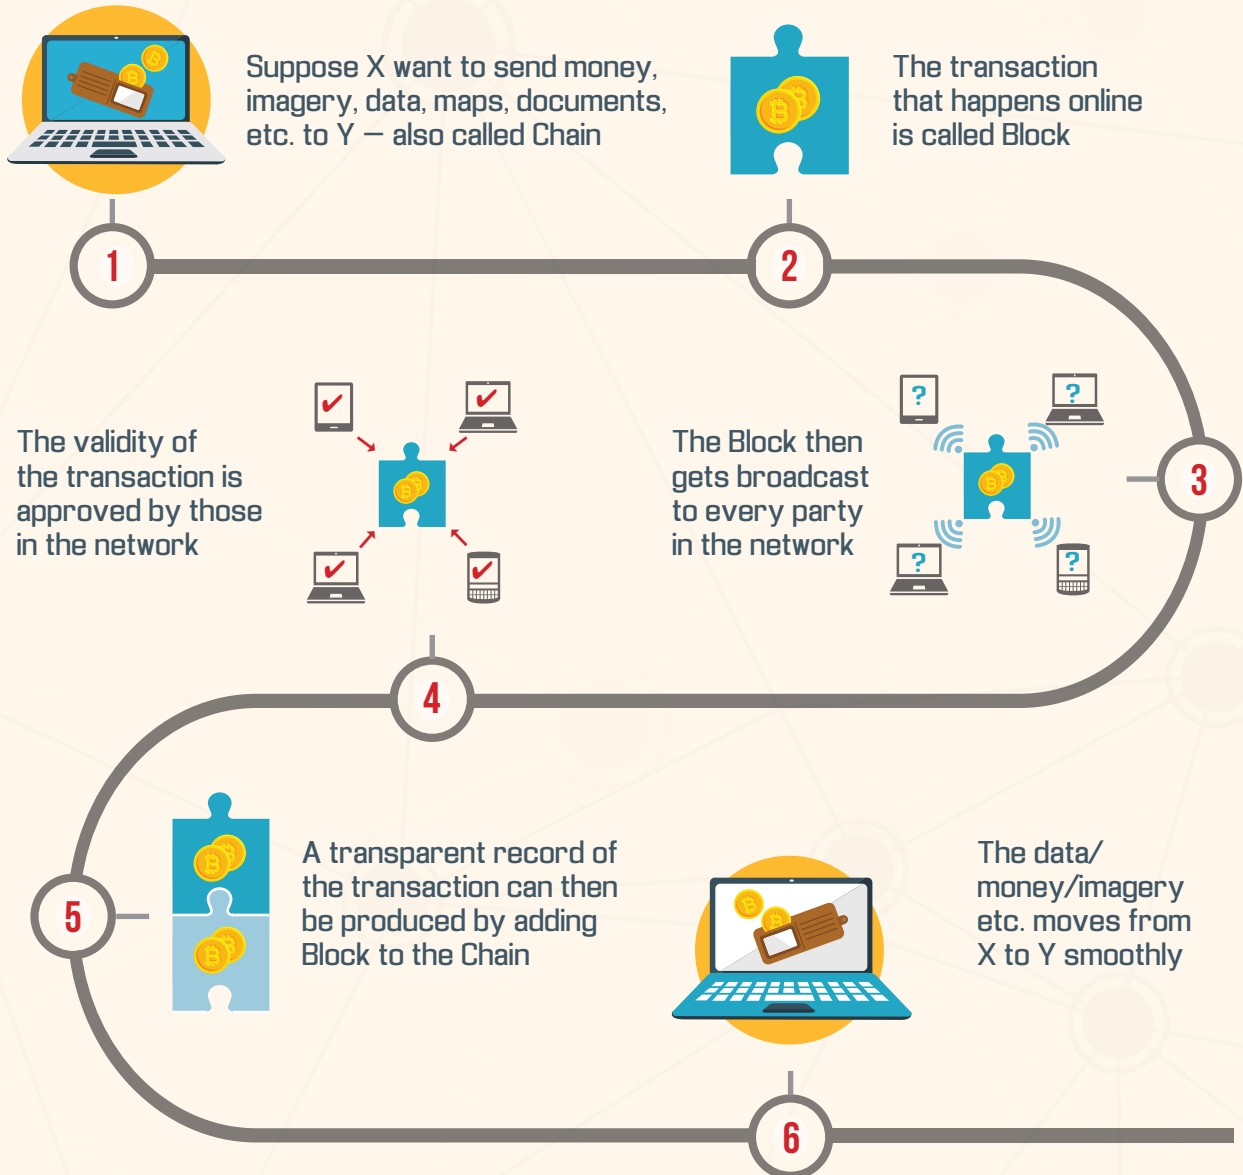 Suppose X want to send money,
imagery, data, maps, documents,
etc. to Y – also called Chain
1
The transaction
that happens online
is called Block
2
The Block then
gets broadcast
to every party
in the network
?
?
?
?
3
The validity of
the transaction is
approved by those
in the network
4
A transparent record of
the transaction can then
be produced by adding
Block to the Chain
5
The data/
money/imagery
etc. moves from
X to Y smoothly
6